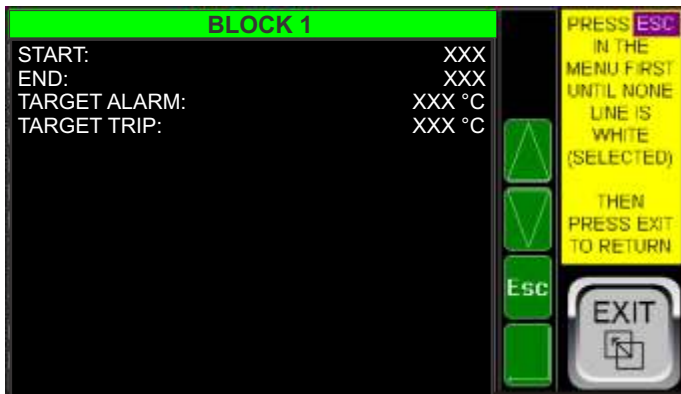 BLOCK 1
START: XXX
END: XXX
TARGET ALARM: XXX °C
TARGET TRIP: XXX °C
PRESS ESC
IN THE
MENU FIRST
UNTIL NONE
LINE IS
WHITE
(SELECTED)
THEN
PRESS EXIT
TO RETURN
Esc
EXIT